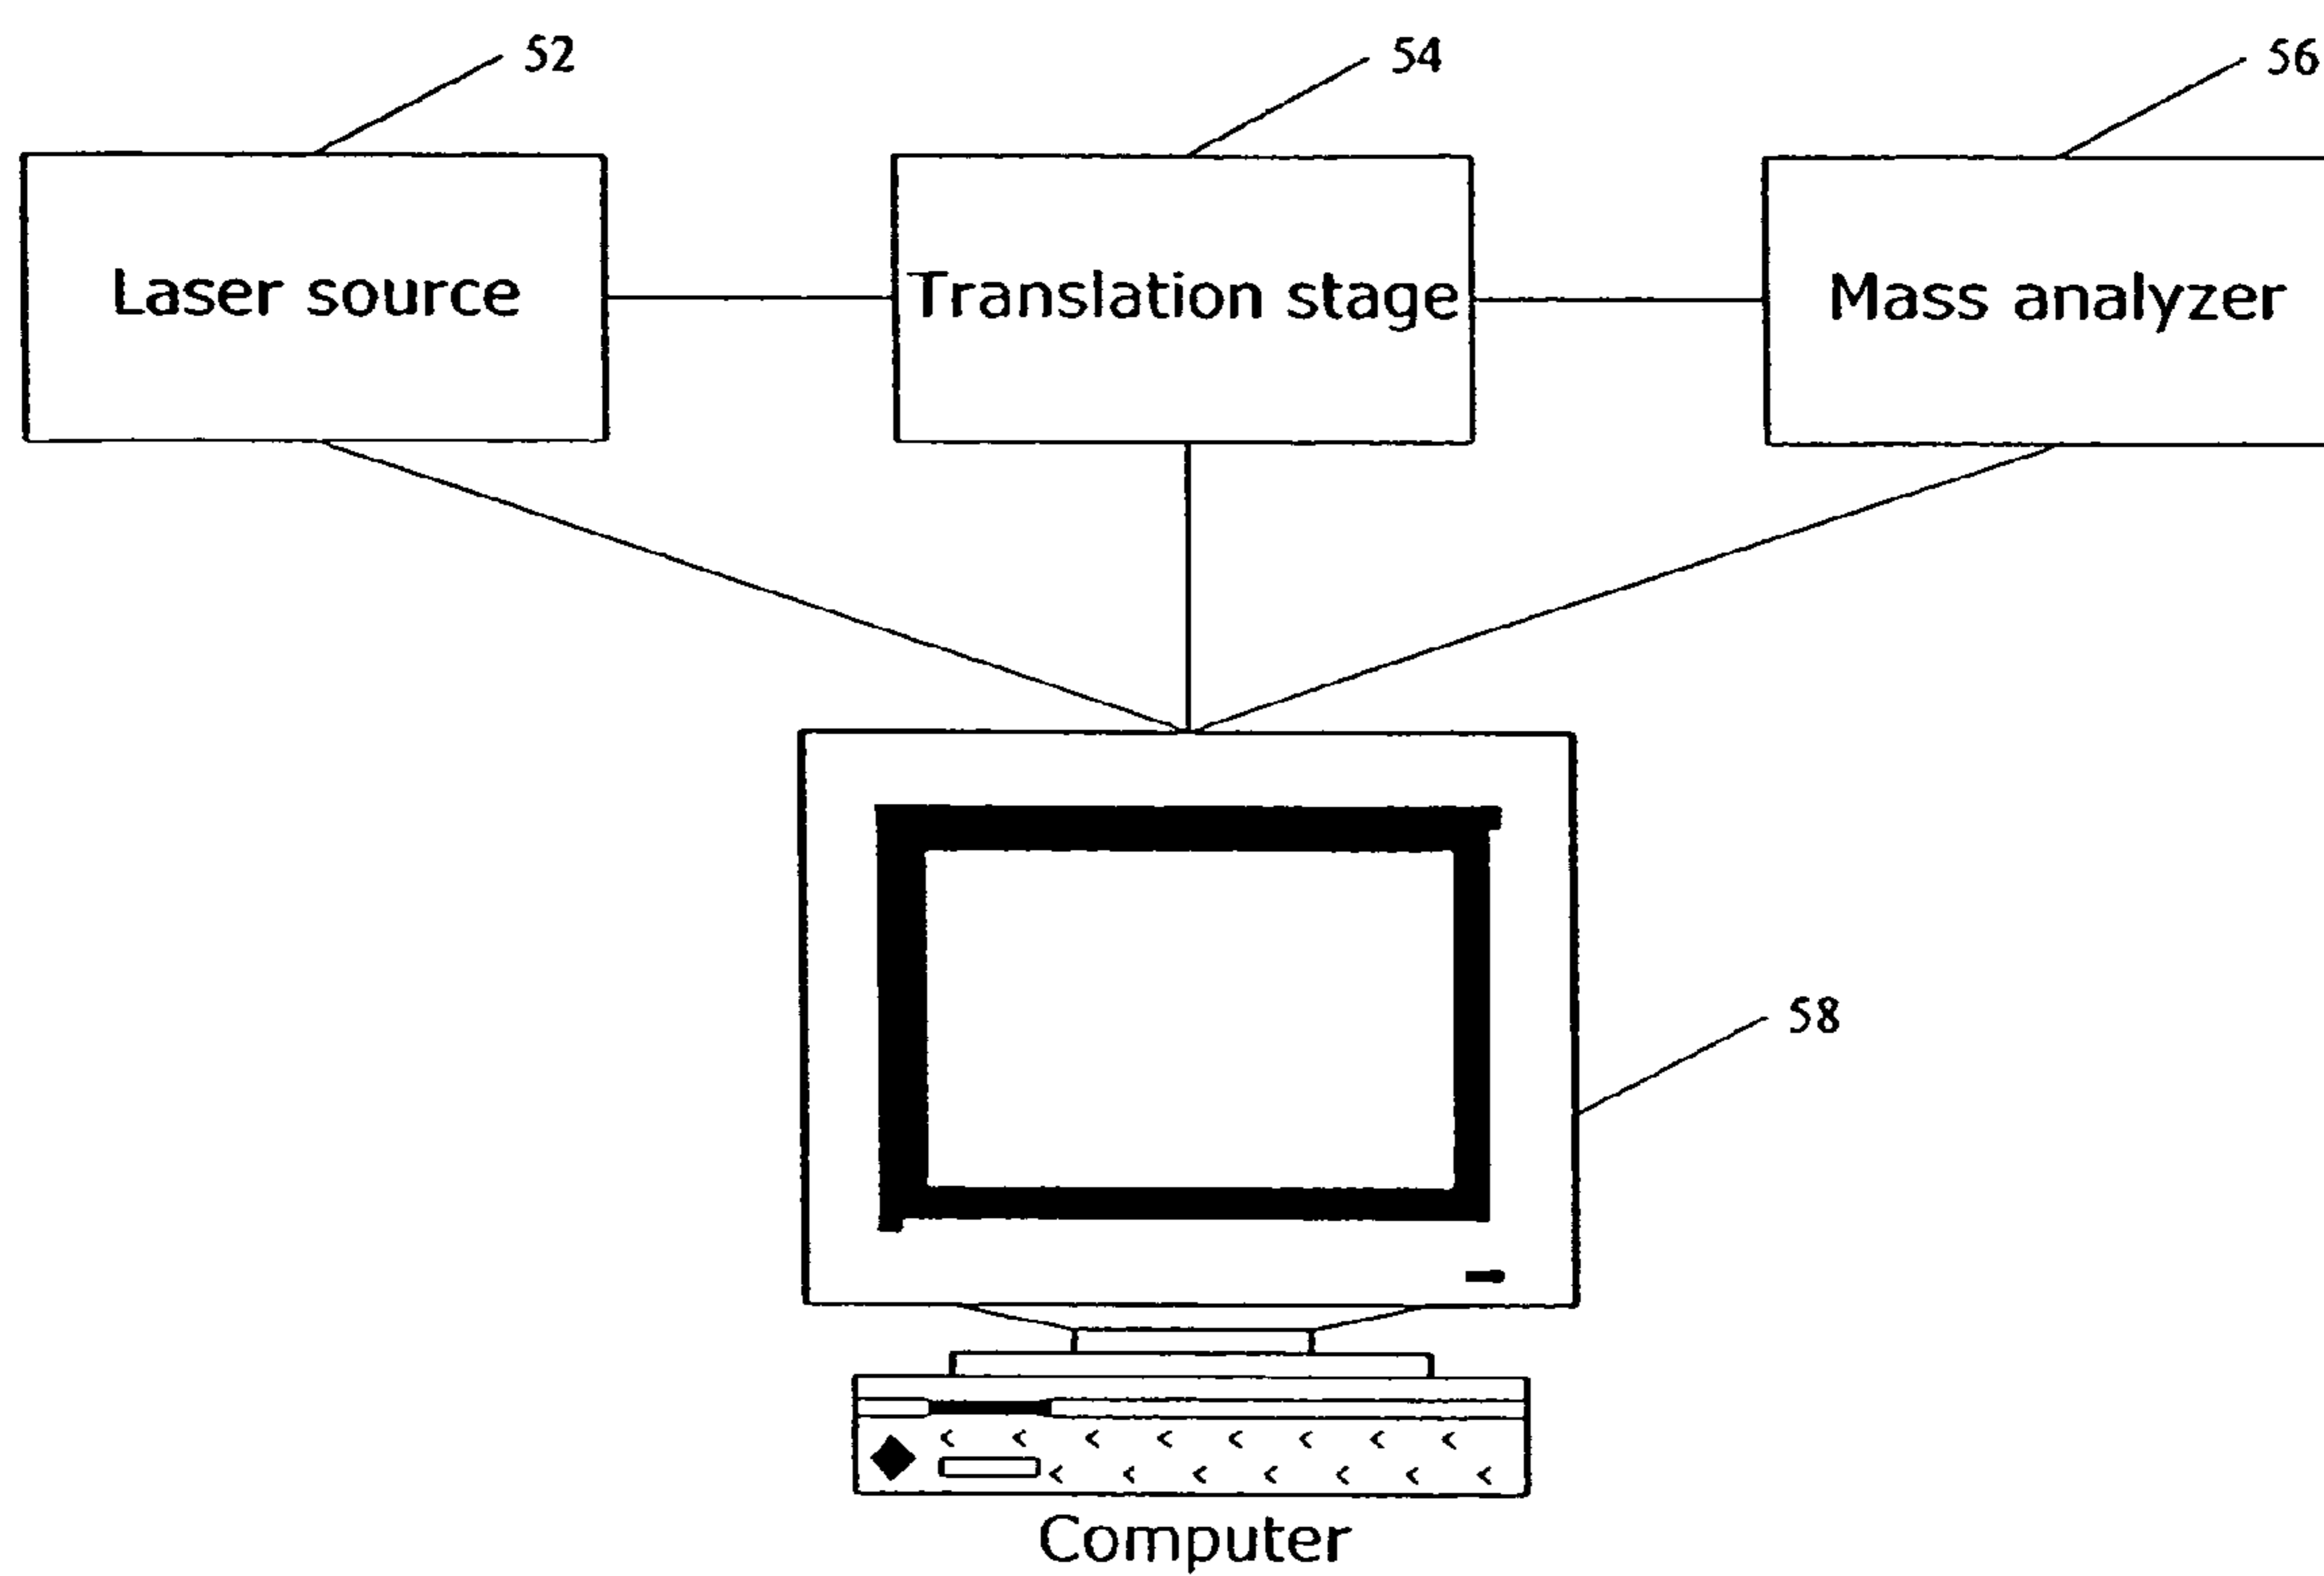 52
54
56
Laser source
Translation stage
Mass analyzer
58
Computer